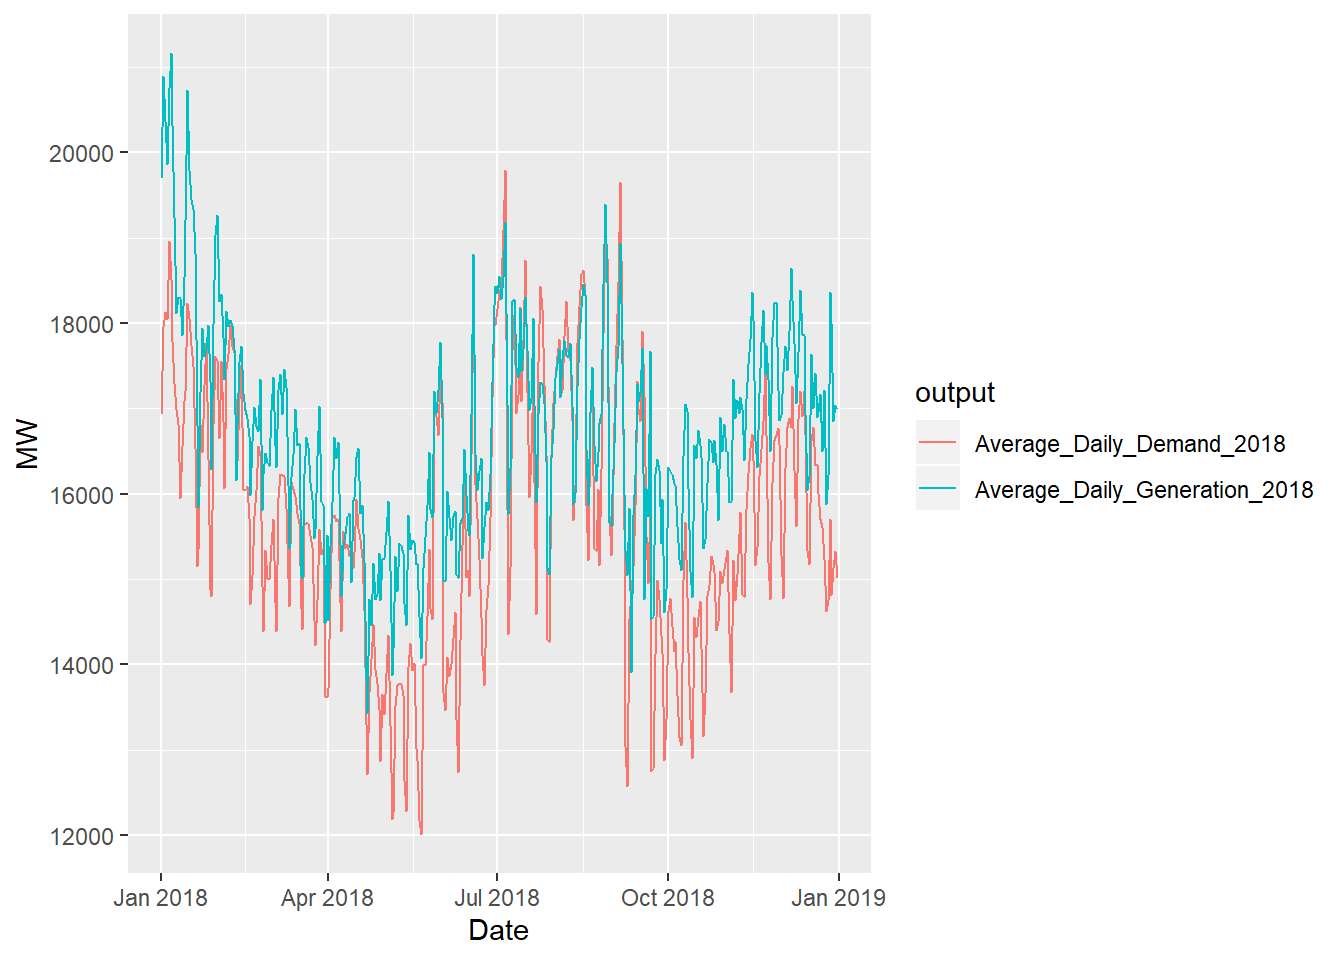 MW
20000
18000
16000
14000
12000
Jan 2018
Apr 2018
Jul 2018
Oct 2018
Jan 2019
Date
output
Average_Daily_Demand_2018
Average_Daily_Generation_2018